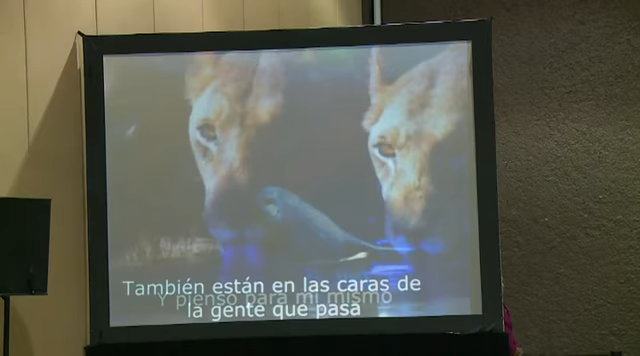 También están en las caras de
Y pienso para mi mismo
la gente que pasa